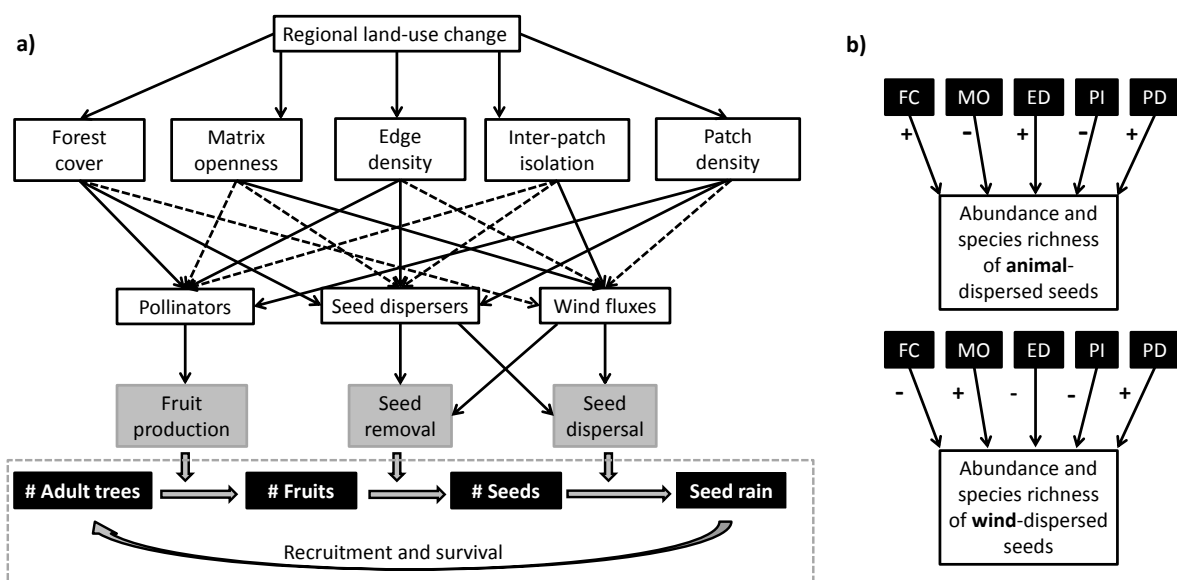 a)
Regional land-use change
Forest
cover
Matrix
openness
Edge
density
Inter-patch
isolation
Patch
density
Pollinators
Seed dispersers
Wind fluxes
Fruit
production
Seed
removal
Seed
dispersal
# Adult trees
# Fruits
# Seeds
Seed rain
Recruitment and survival
b)
FC MO ED PI PD
+ - + - +
Abundance and
species richness
of animal-
dispersed seeds
FC MO ED PI PD
- + - - +
Abundance and
species richness
of wind-dispersed
seeds